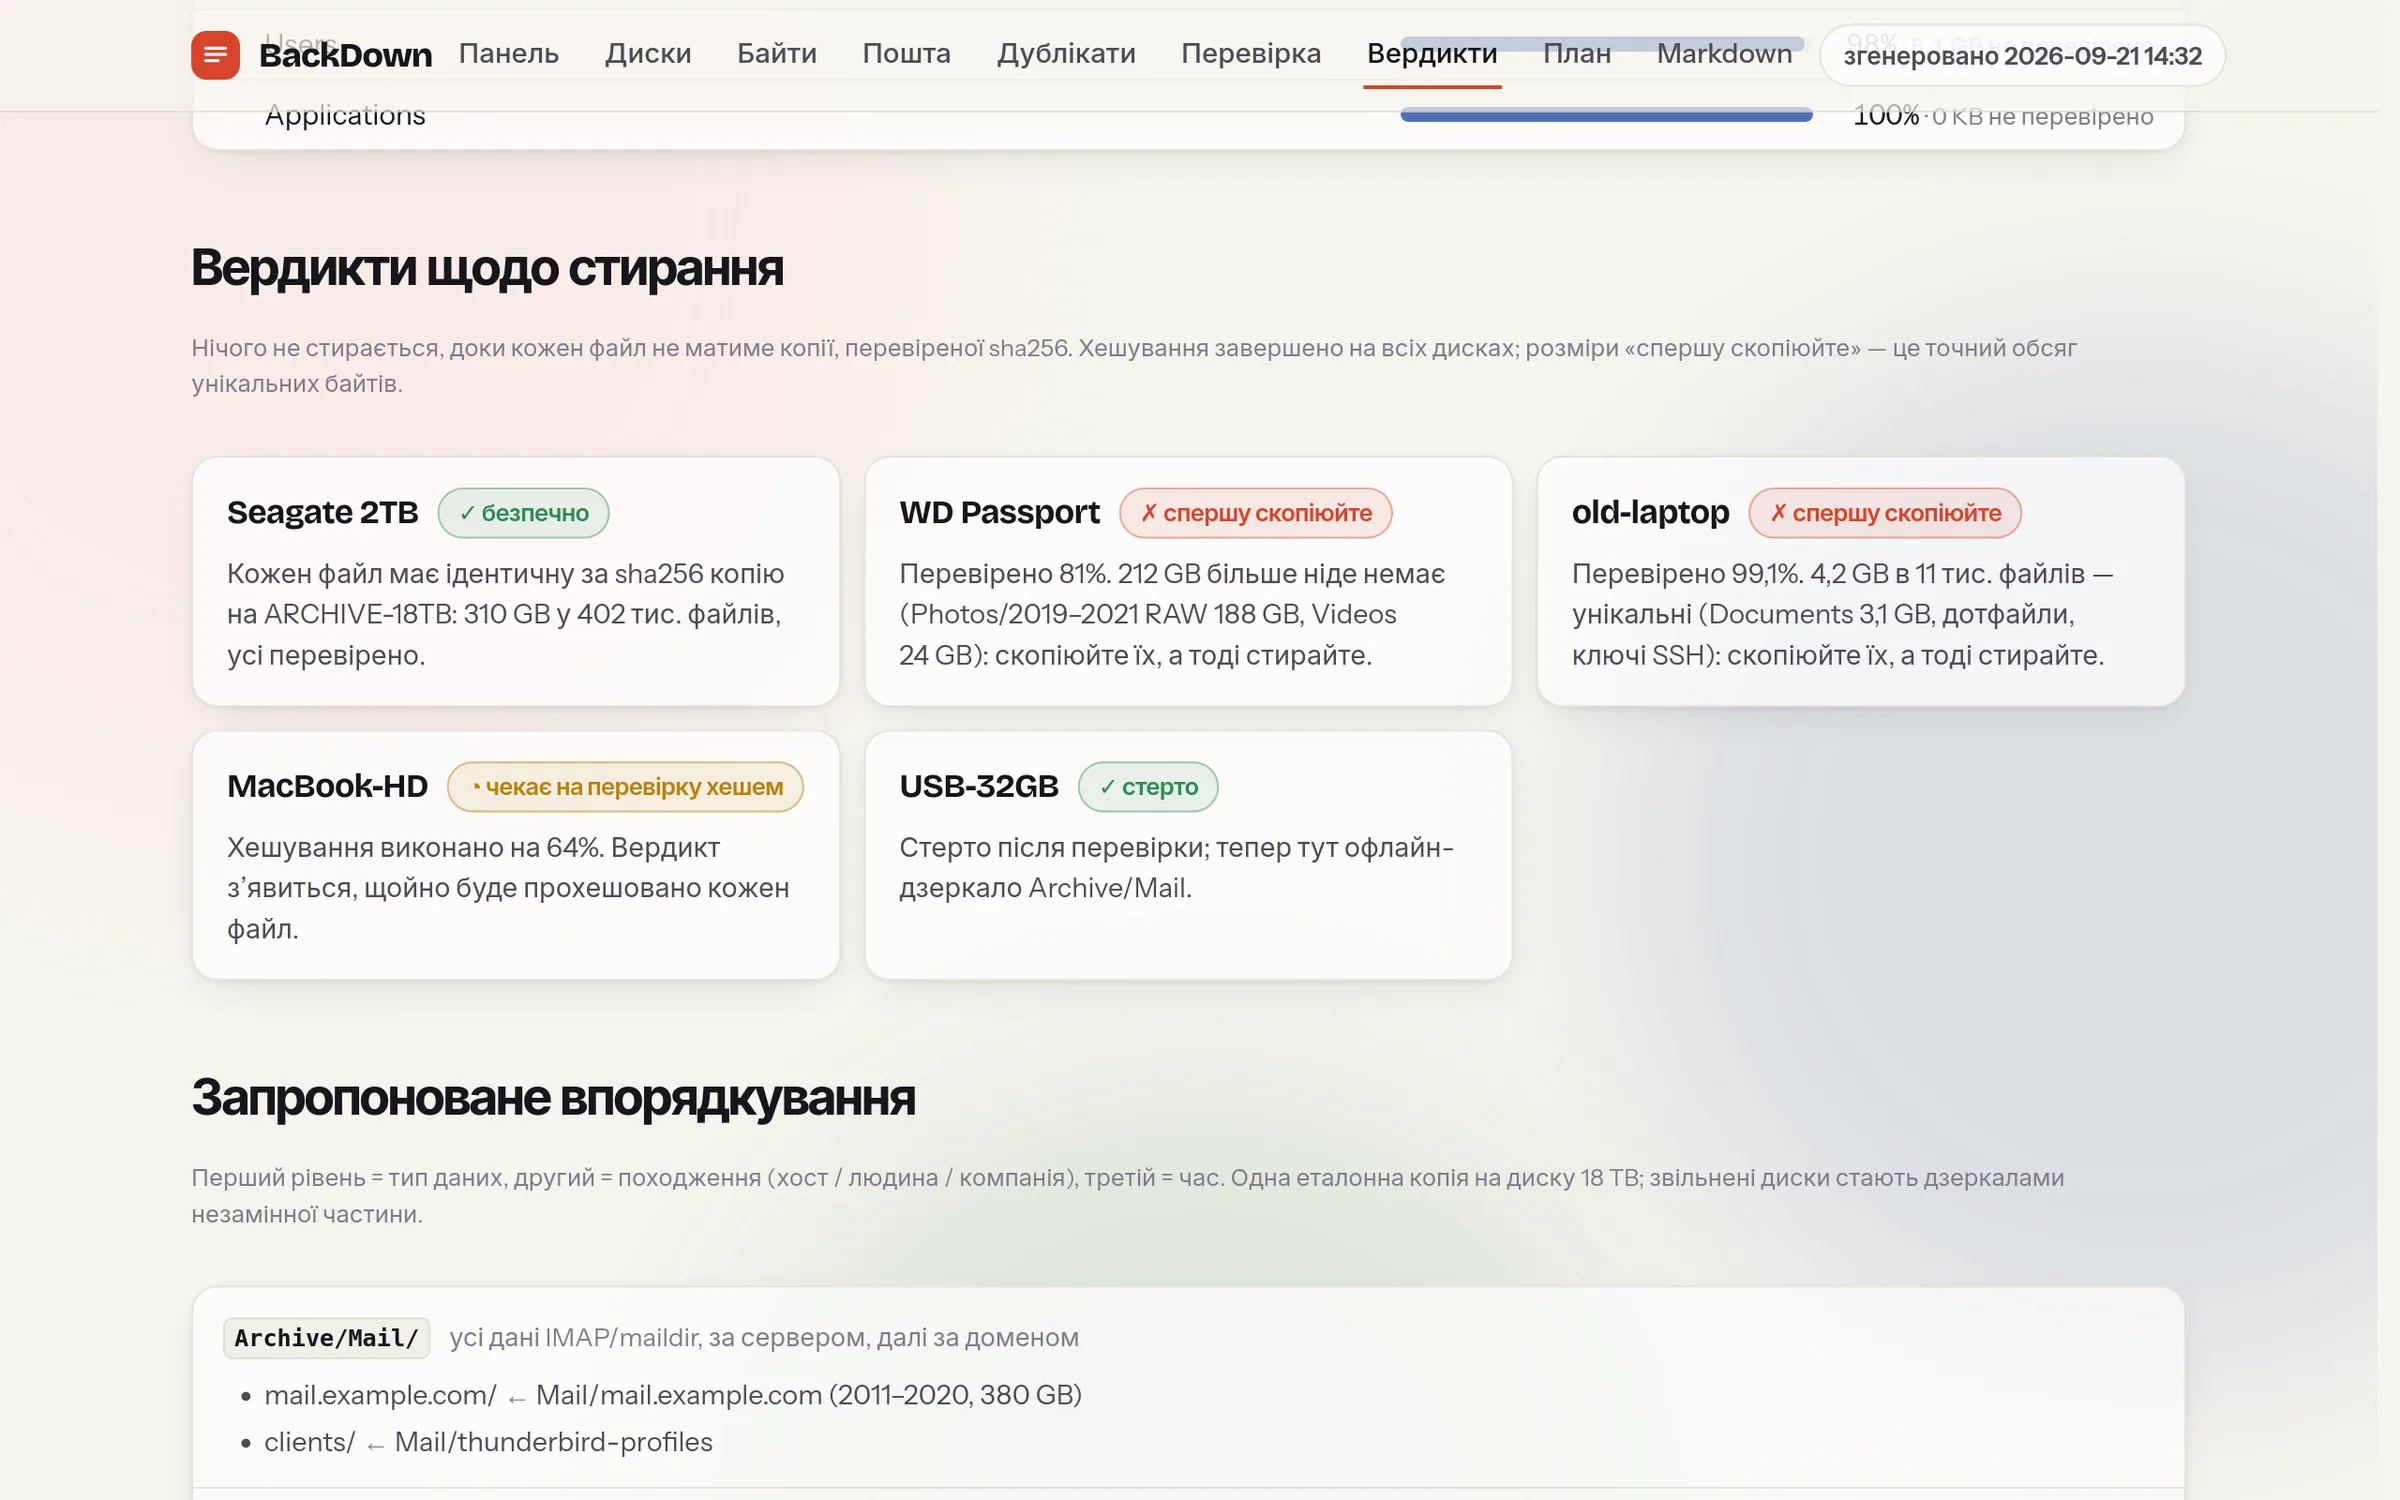 BackDown Панель Диски Байти Пошта Дублікати Перевірка Вердикти План Markdown згенеровано 2026-09-21 14:32
Users 98%
Applications 100% · 0 KB не перевірено
Вердикти щодо стирання
Нічого не стирається, доки кожен файл не матиме копії, перевіреної sha256. Хешування завершено на всіх дисках; розміри «спершу скопіюйте» — це точний обсяг
унікальних байтів.
Seagate 2TB ✓ безпечно
Кожен файл має ідентичну за sha256 копію
на ARCHIVE-18TB: 310 GB у 402 тис. файлів,
усі перевірено.
WD Passport ✗ спершу скопіюйте
Перевірено 81%. 212 GB більше ніде немає
(Photos/2019–2021 RAW 188 GB, Videos
24 GB): скопіюйте їх, а тоді стирайте.
old-laptop ✗ спершу скопіюйте
Перевірено 99,1%. 4,2 GB в 11 тис. файлів —
унікальні (Documents 3,1 GB, дотфайли,
ключі SSH): скопіюйте їх, а тоді стирайте.
MacBook-HD чекає на перевірку хешем
Хешування виконано на 64%. Вердикт
з’явиться, щойно буде прохешовано кожен
файл.
USB-32GB ✓ стерто
Стерто після перевірки; тепер тут офлайн-
дзеркало Archive/Mail.
Запропоноване впорядкування
Перший рівень = тип даних, другий = походження (хост / людина / компанія), третій = час. Одна еталонна копія на диску 18 TB; звільнені диски стають дзеркалами
незамінної частини.
Archive/Mail/ усі дані IMAP/maildir, за сервером, далі за доменом
• mail.example.com/ ← Mail/mail.example.com (2011–2020, 380 GB)
• clients/ ← Mail/thunderbird-profiles